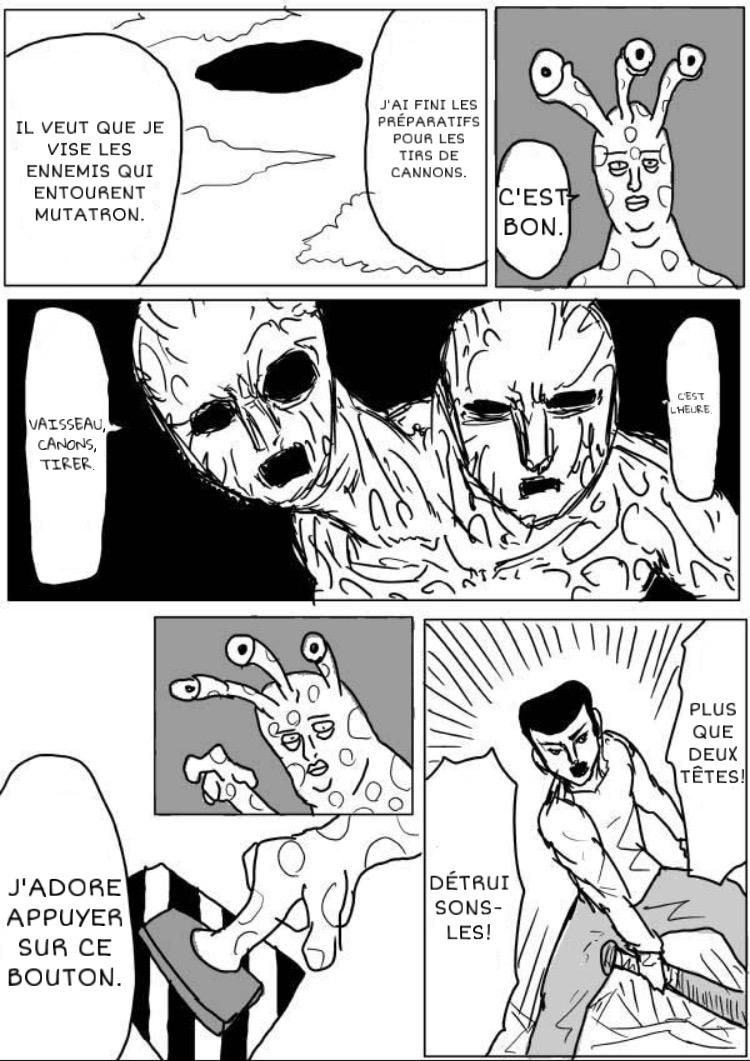 C'EST
BON.
J'AI FINI LES
PRÉPARATIFS
POUR LES
TIRS DE
CANNONS.
IL VEUT QUE JE
VISE LES
ENNEMIS QUI
ENTOURENT
MUTATRON.
C'EST
L'HEURE.
VAISSEAU,
CANONS,
TIRER.
PLUS
QUE
DEUX
TÊTES!
DÉTRUI
SONS-
LES!
J'ADORE
APPUYER
SUR CE
BOUTON.